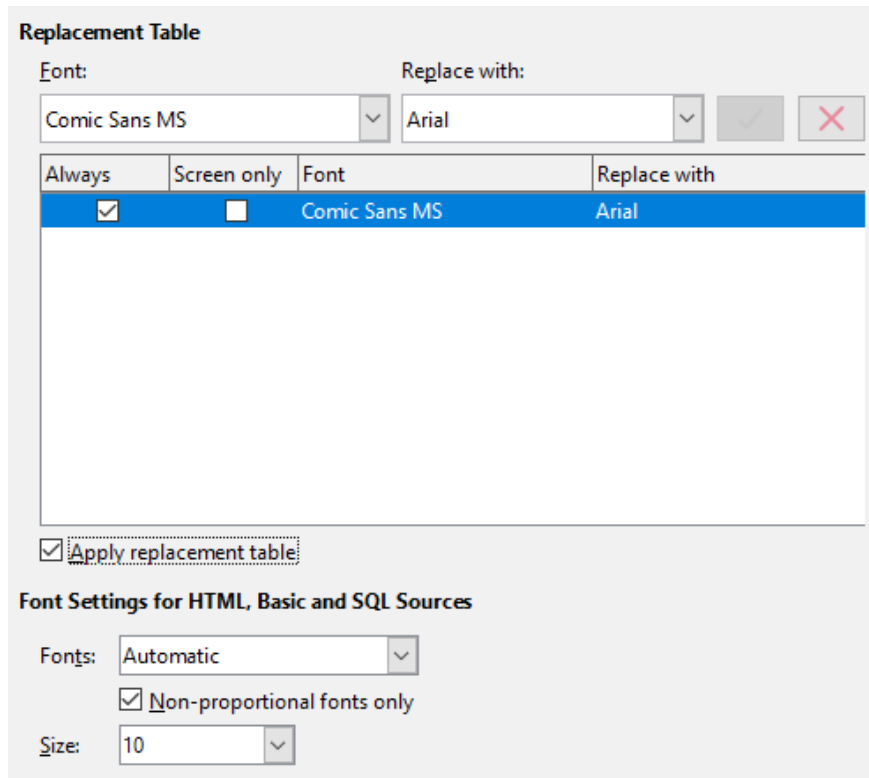 Replacement Table
Font: Replace with:
Comic Sans MS Arial
Always Screen only Font Replace with
Comic Sans MS Arial
Apply replacement table
Font Settings for HTML, Basic and SQL Sources
Fonts: Automatic
Non-proportional fonts only
Size: 10